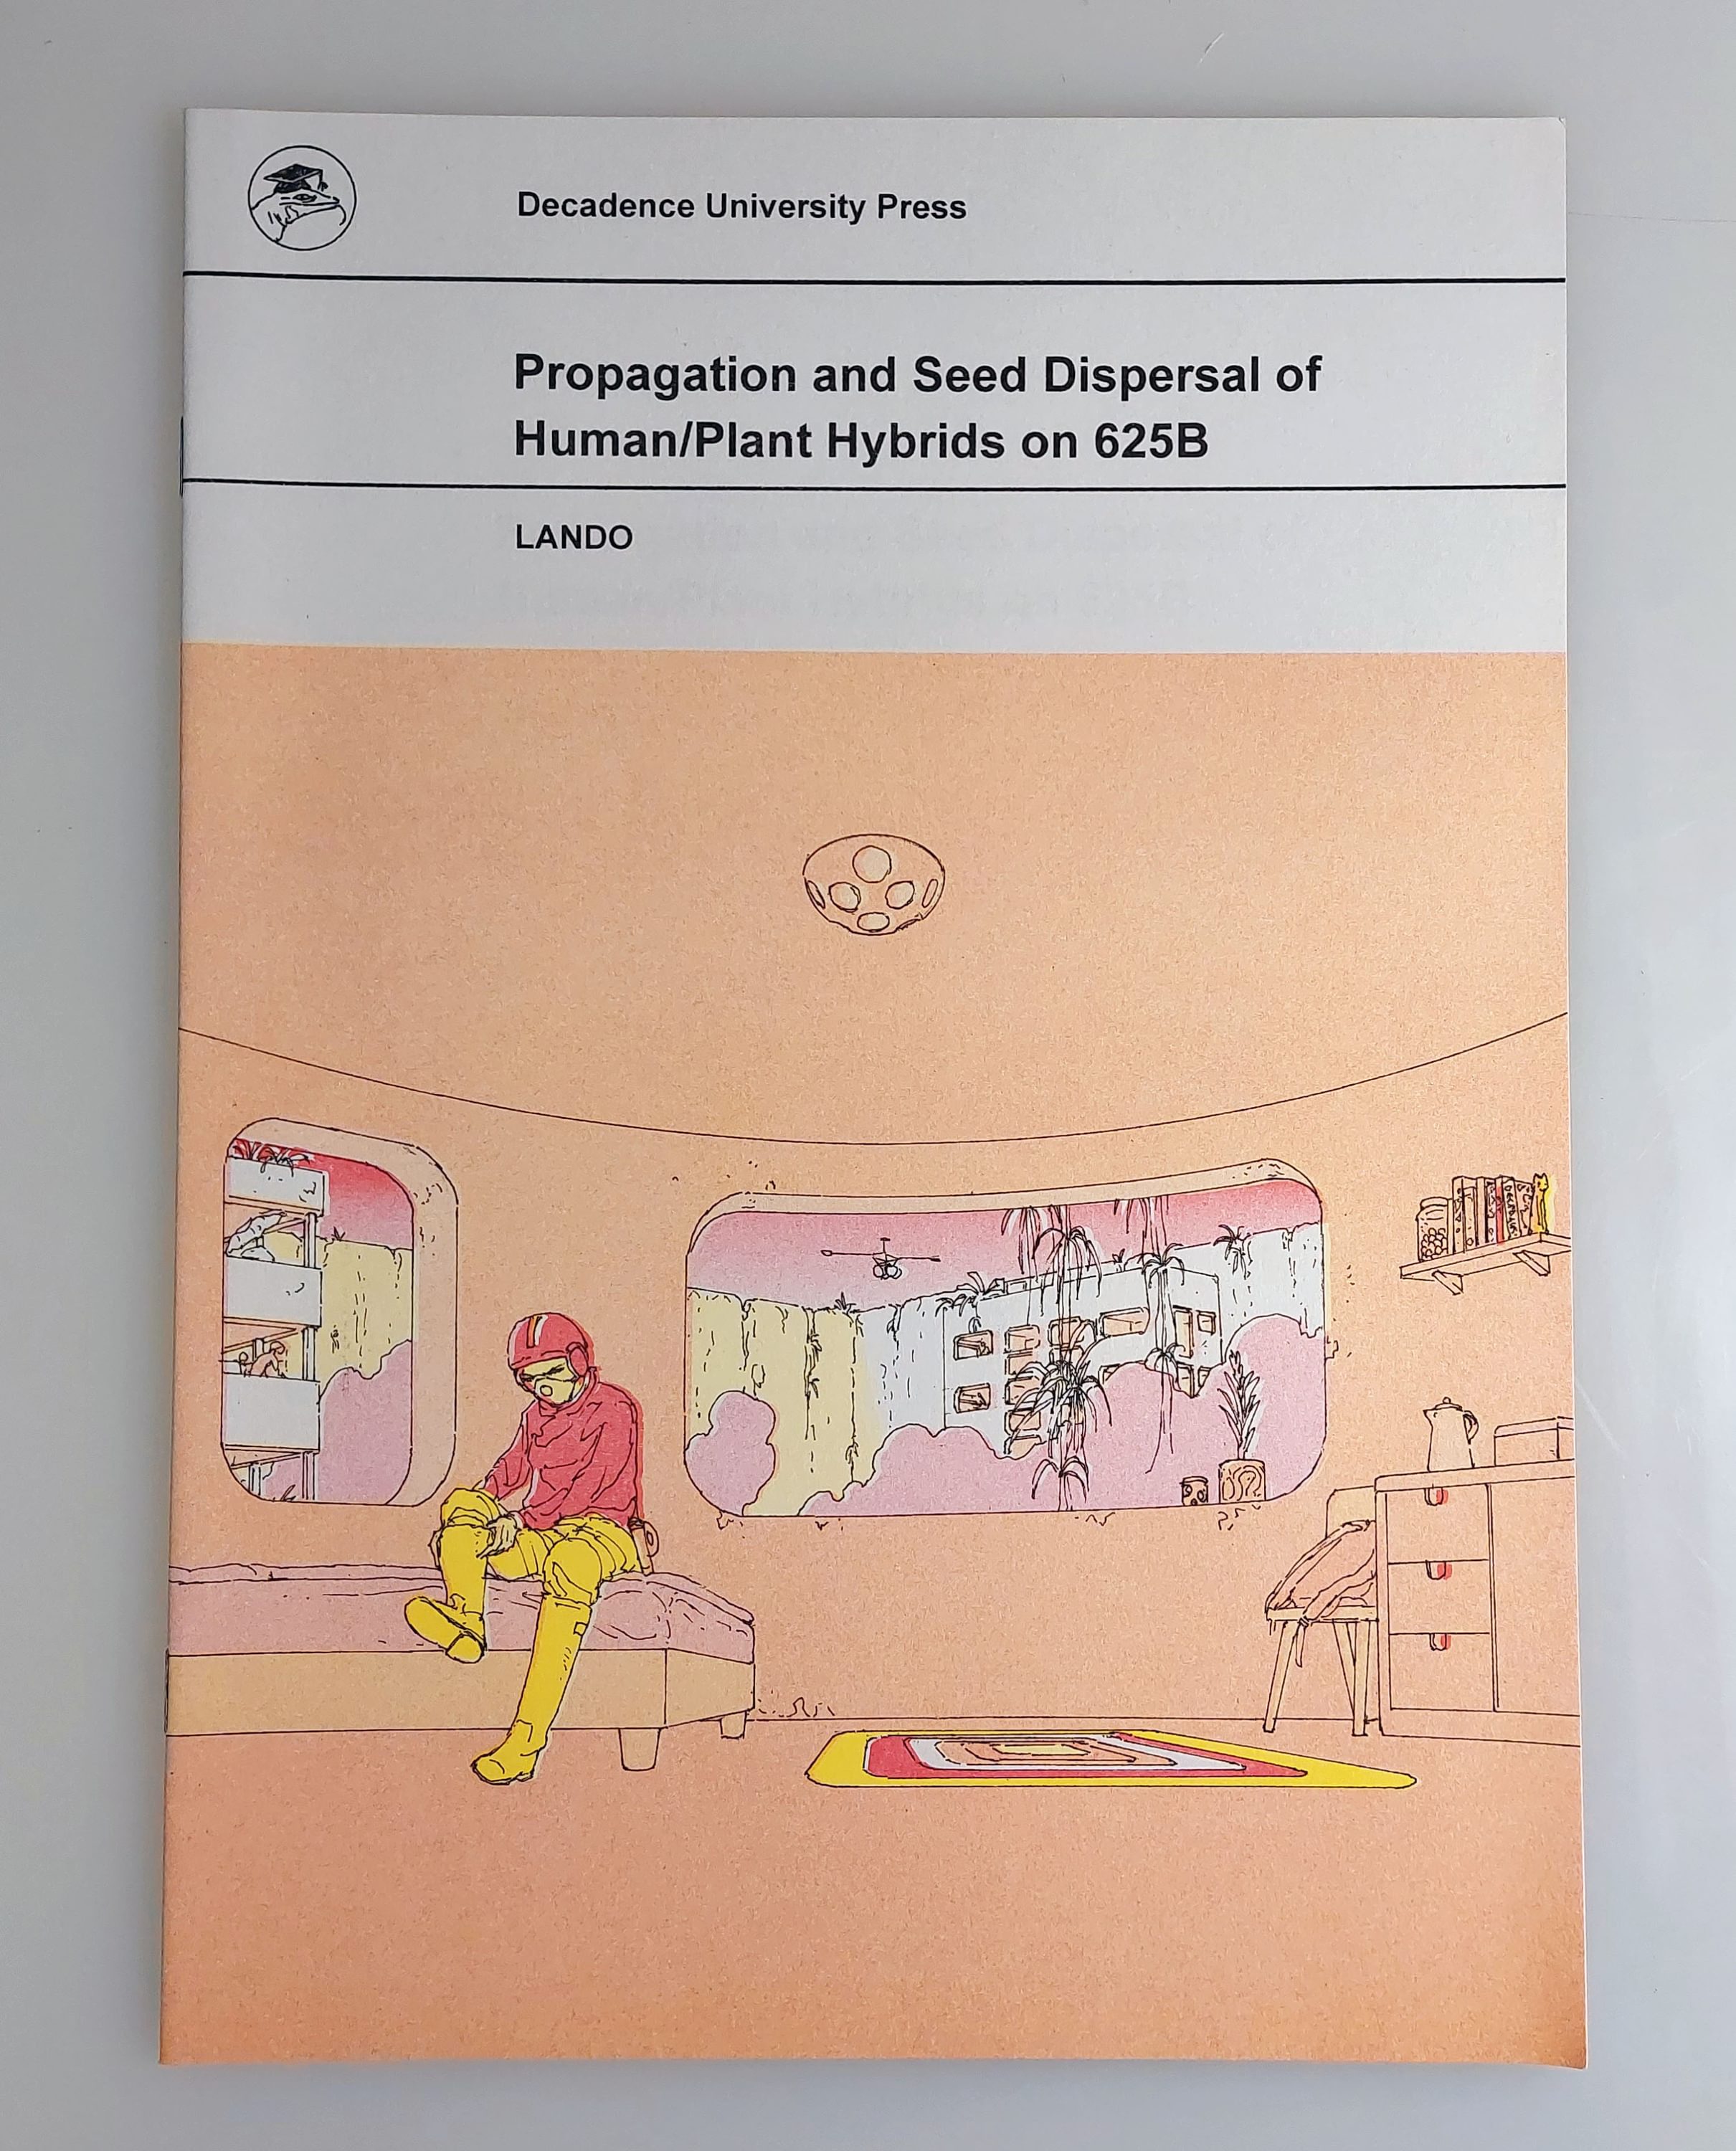 Decadence University Press
Propagation and Seed Dispersal of
Human/Plant Hybrids on 625B
LANDO